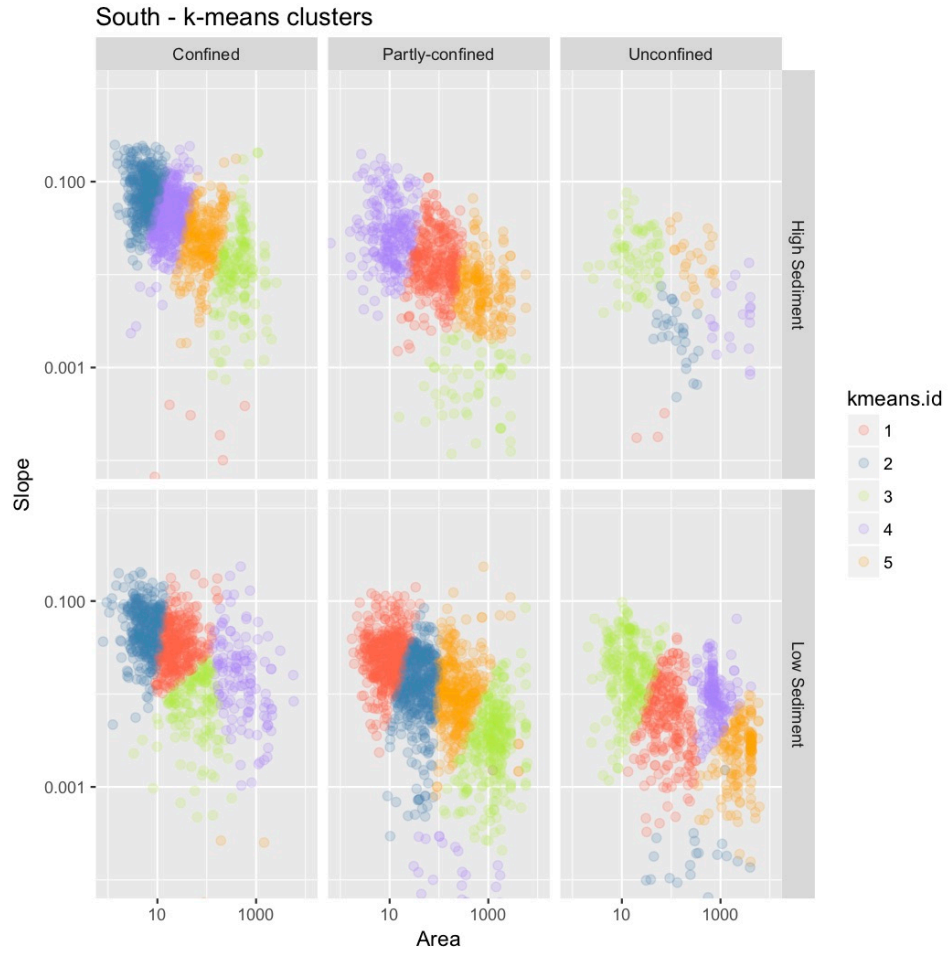 South - k-means clusters
Confined
Partly-confined
Unconfined
0.100
0.001
High Sediment
0.100
0.001
Low Sediment
10
1000
10
1000
10
1000
Area
Slope
kmeans.id
1
2
3
4
5